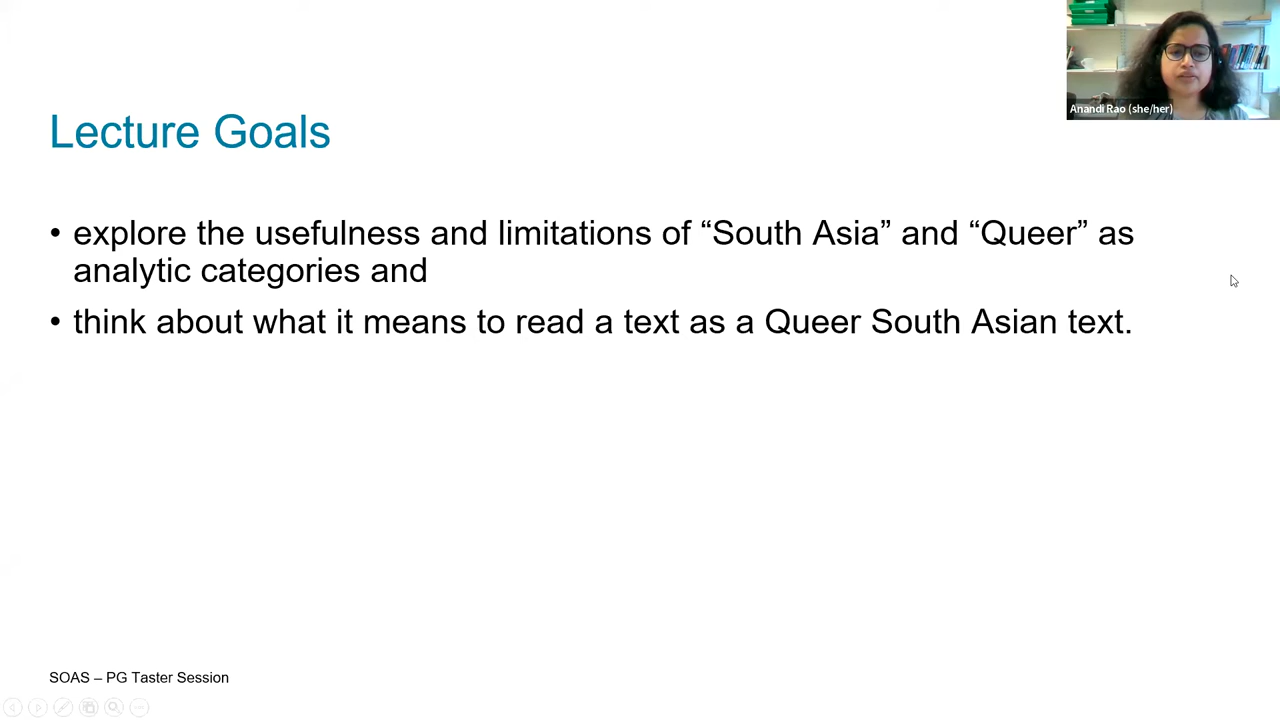 Anandi Rao (she/her)
Lecture Goals
• explore the usefulness and limitations of “South Asia” and “Queer” as
analytic categories and
• think about what it means to read a text as a Queer South Asian text.
SOAS – PG Taster Session